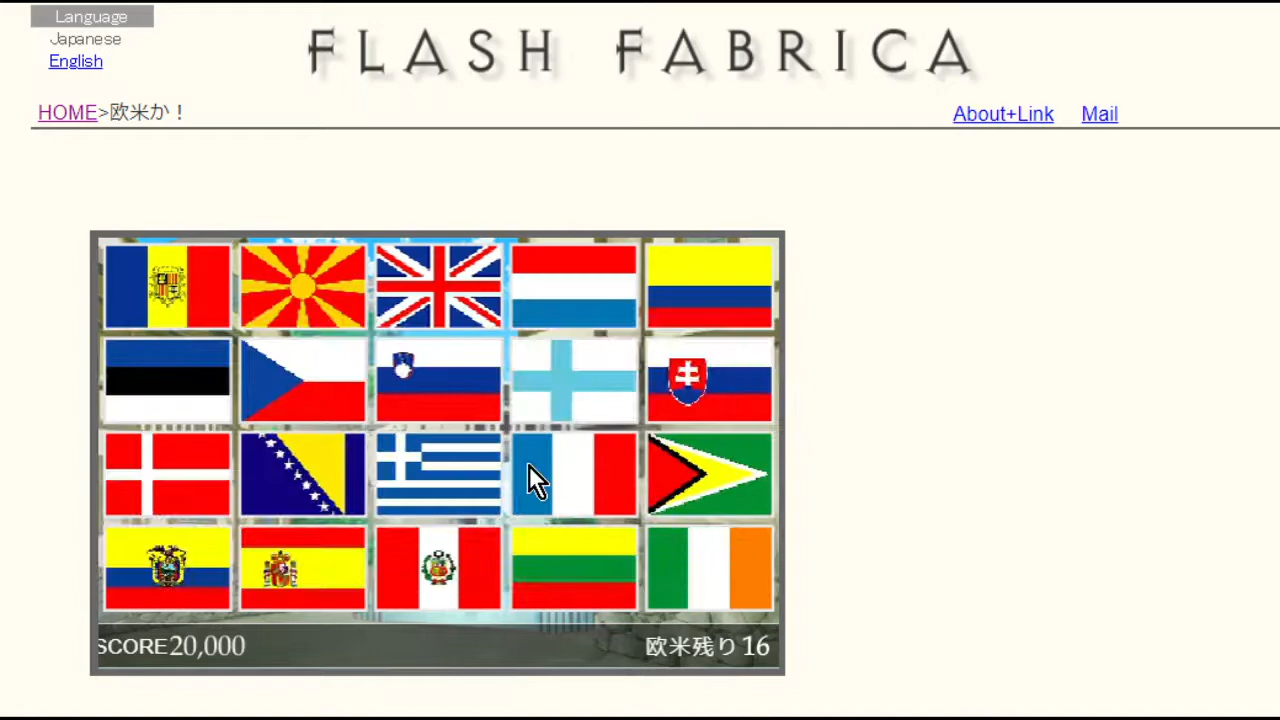 Language
Japanese
English
FLASH FABRICA
HOME>欧米か！
About+Link Mail
SCORE20,000 欧米残り16